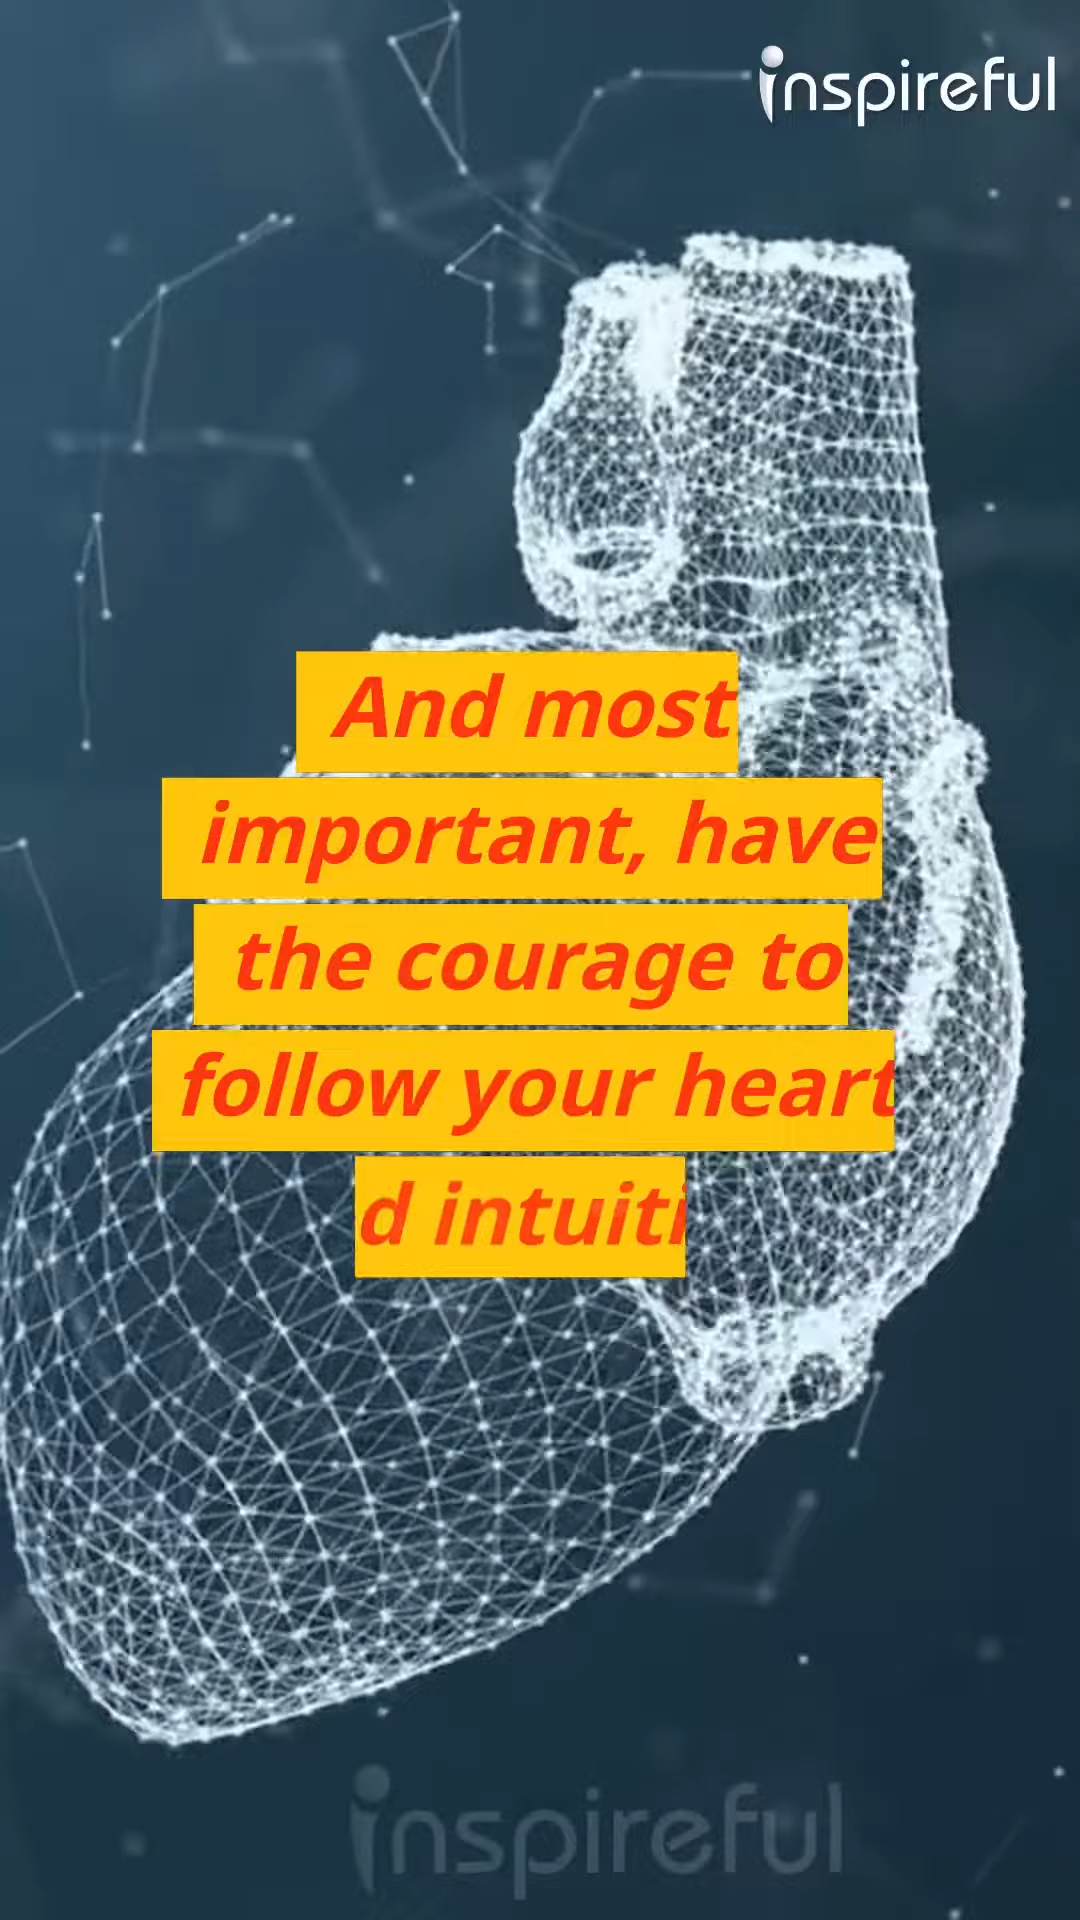 inspireful
And most
important, have
the courage to
follow your heart
d intuiti
inspireful